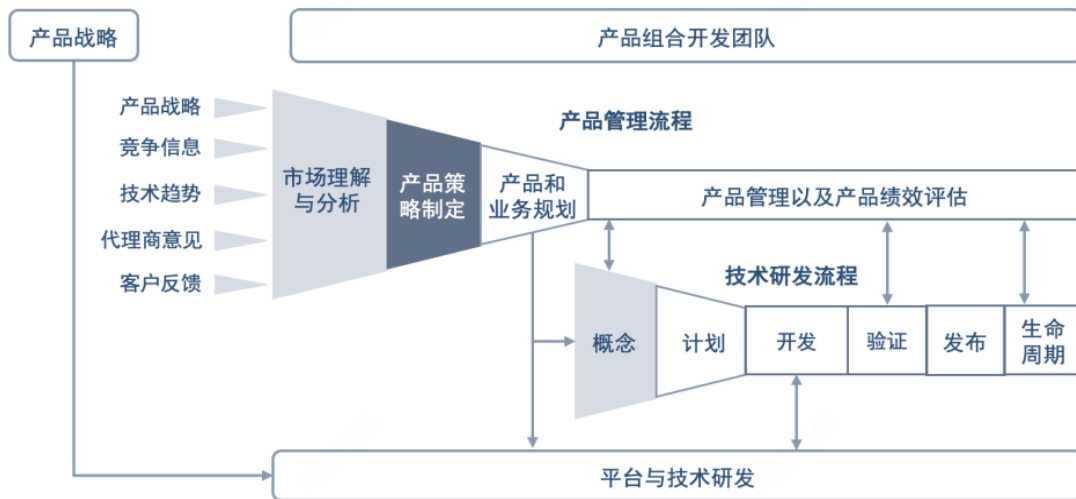 产品战略
产品组合开发团队
产品管理流程
产品战略
竞争信息
技术趋势
代理商意见
客户反馈
市场理解
与分析
产品策
略制定
产品和
业务规划
产品管理以及产品绩效评估
技术研发流程
概念
计划
开发
验证
发布
生命
周期
平台与技术研发